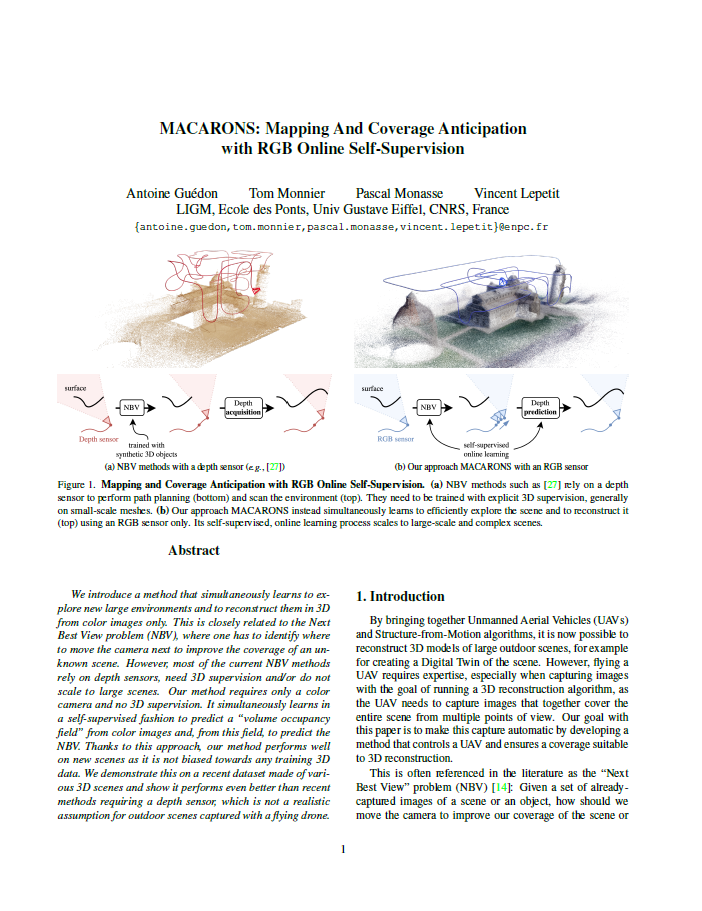 MACARONS: Mapping And Coverage Anticipation
with RGB Online Self-Supervision
Antoine Guédon Tom Monnier Pascal Monasse Vincent Lepetit
LIGM, Ecole des Ponts, Univ Gustave Eiffel, CNRS, France
{antoine.guedon,tom.monnier,pascal.monasse,vincent.lepetit}@enpc.fr
surface
NBV
Depth
acquisition
Depth sensor
trained with
synthetic 3D objects
(a) NBV methods with a depth sensor (e.g., [27])
surface
NBV
Depth
prediction
RGB sensor
self-supervised
online learning
(b) Our approach MACARONS with an RGB sensor
Figure 1. Mapping and Coverage Anticipation with RGB Online Self-Supervision. (a) NBV methods such as [27] rely on a depth
sensor to perform path planning (bottom) and scan the environment (top). They need to be trained with explicit 3D supervision, generally
on small-scale meshes. (b) Our approach MACARONS instead simultaneously learns to efficiently explore the scene and to reconstruct it
(top) using an RGB sensor only. Its self-supervised, online learning process scales to large-scale and complex scenes.
Abstract
We introduce a method that simultaneously learns to ex-
plore new large environments and to reconstruct them in 3D
from color images only. This is closely related to the Next
Best View problem (NBV), where one has to identify where
to move the camera next to improve the coverage of an un-
known scene. However, most of the current NBV methods
rely on depth sensors, need 3D supervision and/or do not
scale to large scenes. Our method requires only a color
camera and no 3D supervision. It simultaneously learns in
a self-supervised fashion to predict a “volume occupancy
field” from color images and, from this field, to predict the
NBV. Thanks to this approach, our method performs well
on new scenes as it is not biased towards any training 3D
data. We demonstrate this on a recent dataset made of vari-
ous 3D scenes and show it performs even better than recent
methods requiring a depth sensor, which is not a realistic
assumption for outdoor scenes captured with a flying drone.
1. Introduction
By bringing together Unmanned Aerial Vehicles (UAVs)
and Structure-from-Motion algorithms, it is now possible to
reconstruct 3D models of large outdoor scenes, for example
for creating a Digital Twin of the scene. However, flying a
UAV requires expertise, especially when capturing images
with the goal of running a 3D reconstruction algorithm, as
the UAV needs to capture images that together cover the
entire scene from multiple points of view. Our goal with
this paper is to make this capture automatic by developing a
method that controls a UAV and ensures a coverage suitable
to 3D reconstruction.
This is often referenced in the literature as the “Next
Best View” problem (NBV) [14]: Given a set of already-
captured images of a scene or an object, how should we
move the camera to improve our coverage of the scene or
1